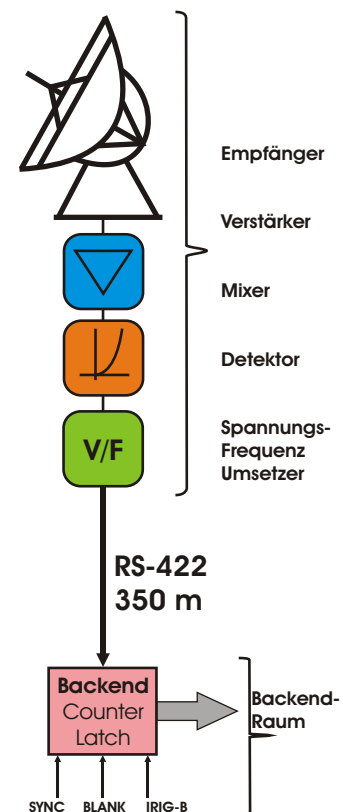 Empfänger
Verstärker
Mixer
Detektor
V/F
Spannungs-
Frequenz
Umsetzer
RS-422
350 m
Backend
Counter
Latch
Backend-
Raum
SYNC BLANK IRIG-B